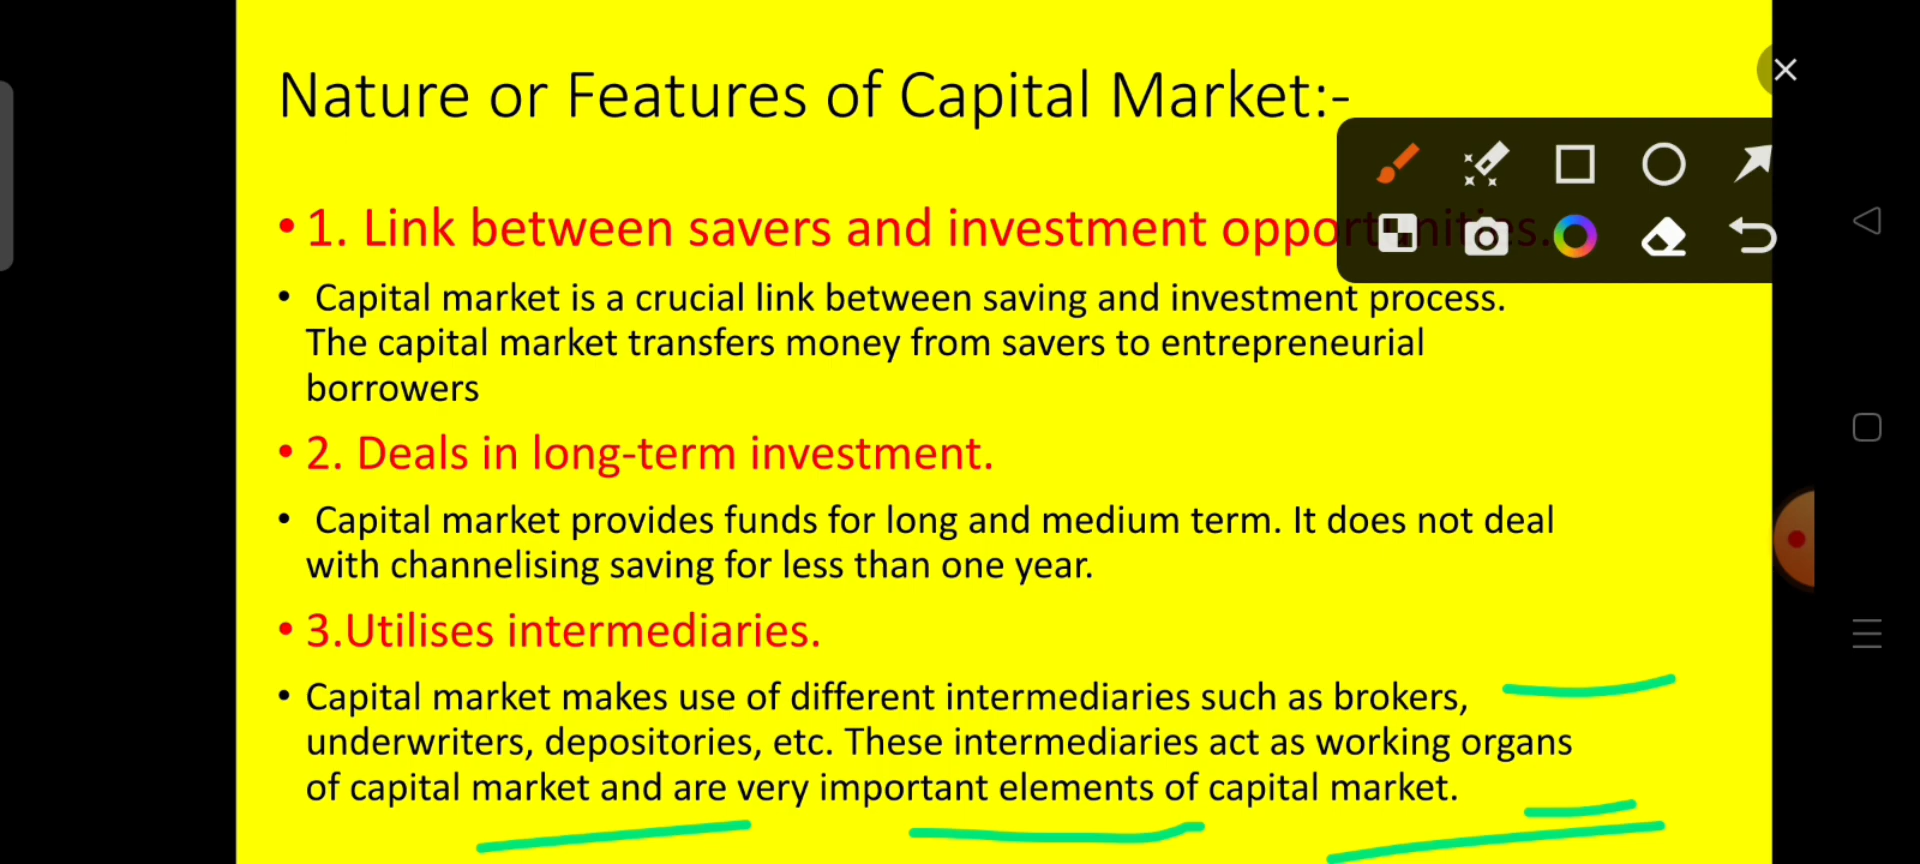 Nature or Features of Capital Market:-
• 1. Link between savers and investment opportunities.
• Capital market is a crucial link between saving and investment process.
The capital market transfers money from savers to entrepreneurial
borrowers
• 2. Deals in long-term investment.
• Capital market provides funds for long and medium term. It does not deal
with channelising saving for less than one year.
• 3.Utilises intermediaries.
• Capital market makes use of different intermediaries such as brokers,
underwriters, depositories, etc. These intermediaries act as working organs
of capital market and are very important elements of capital market.